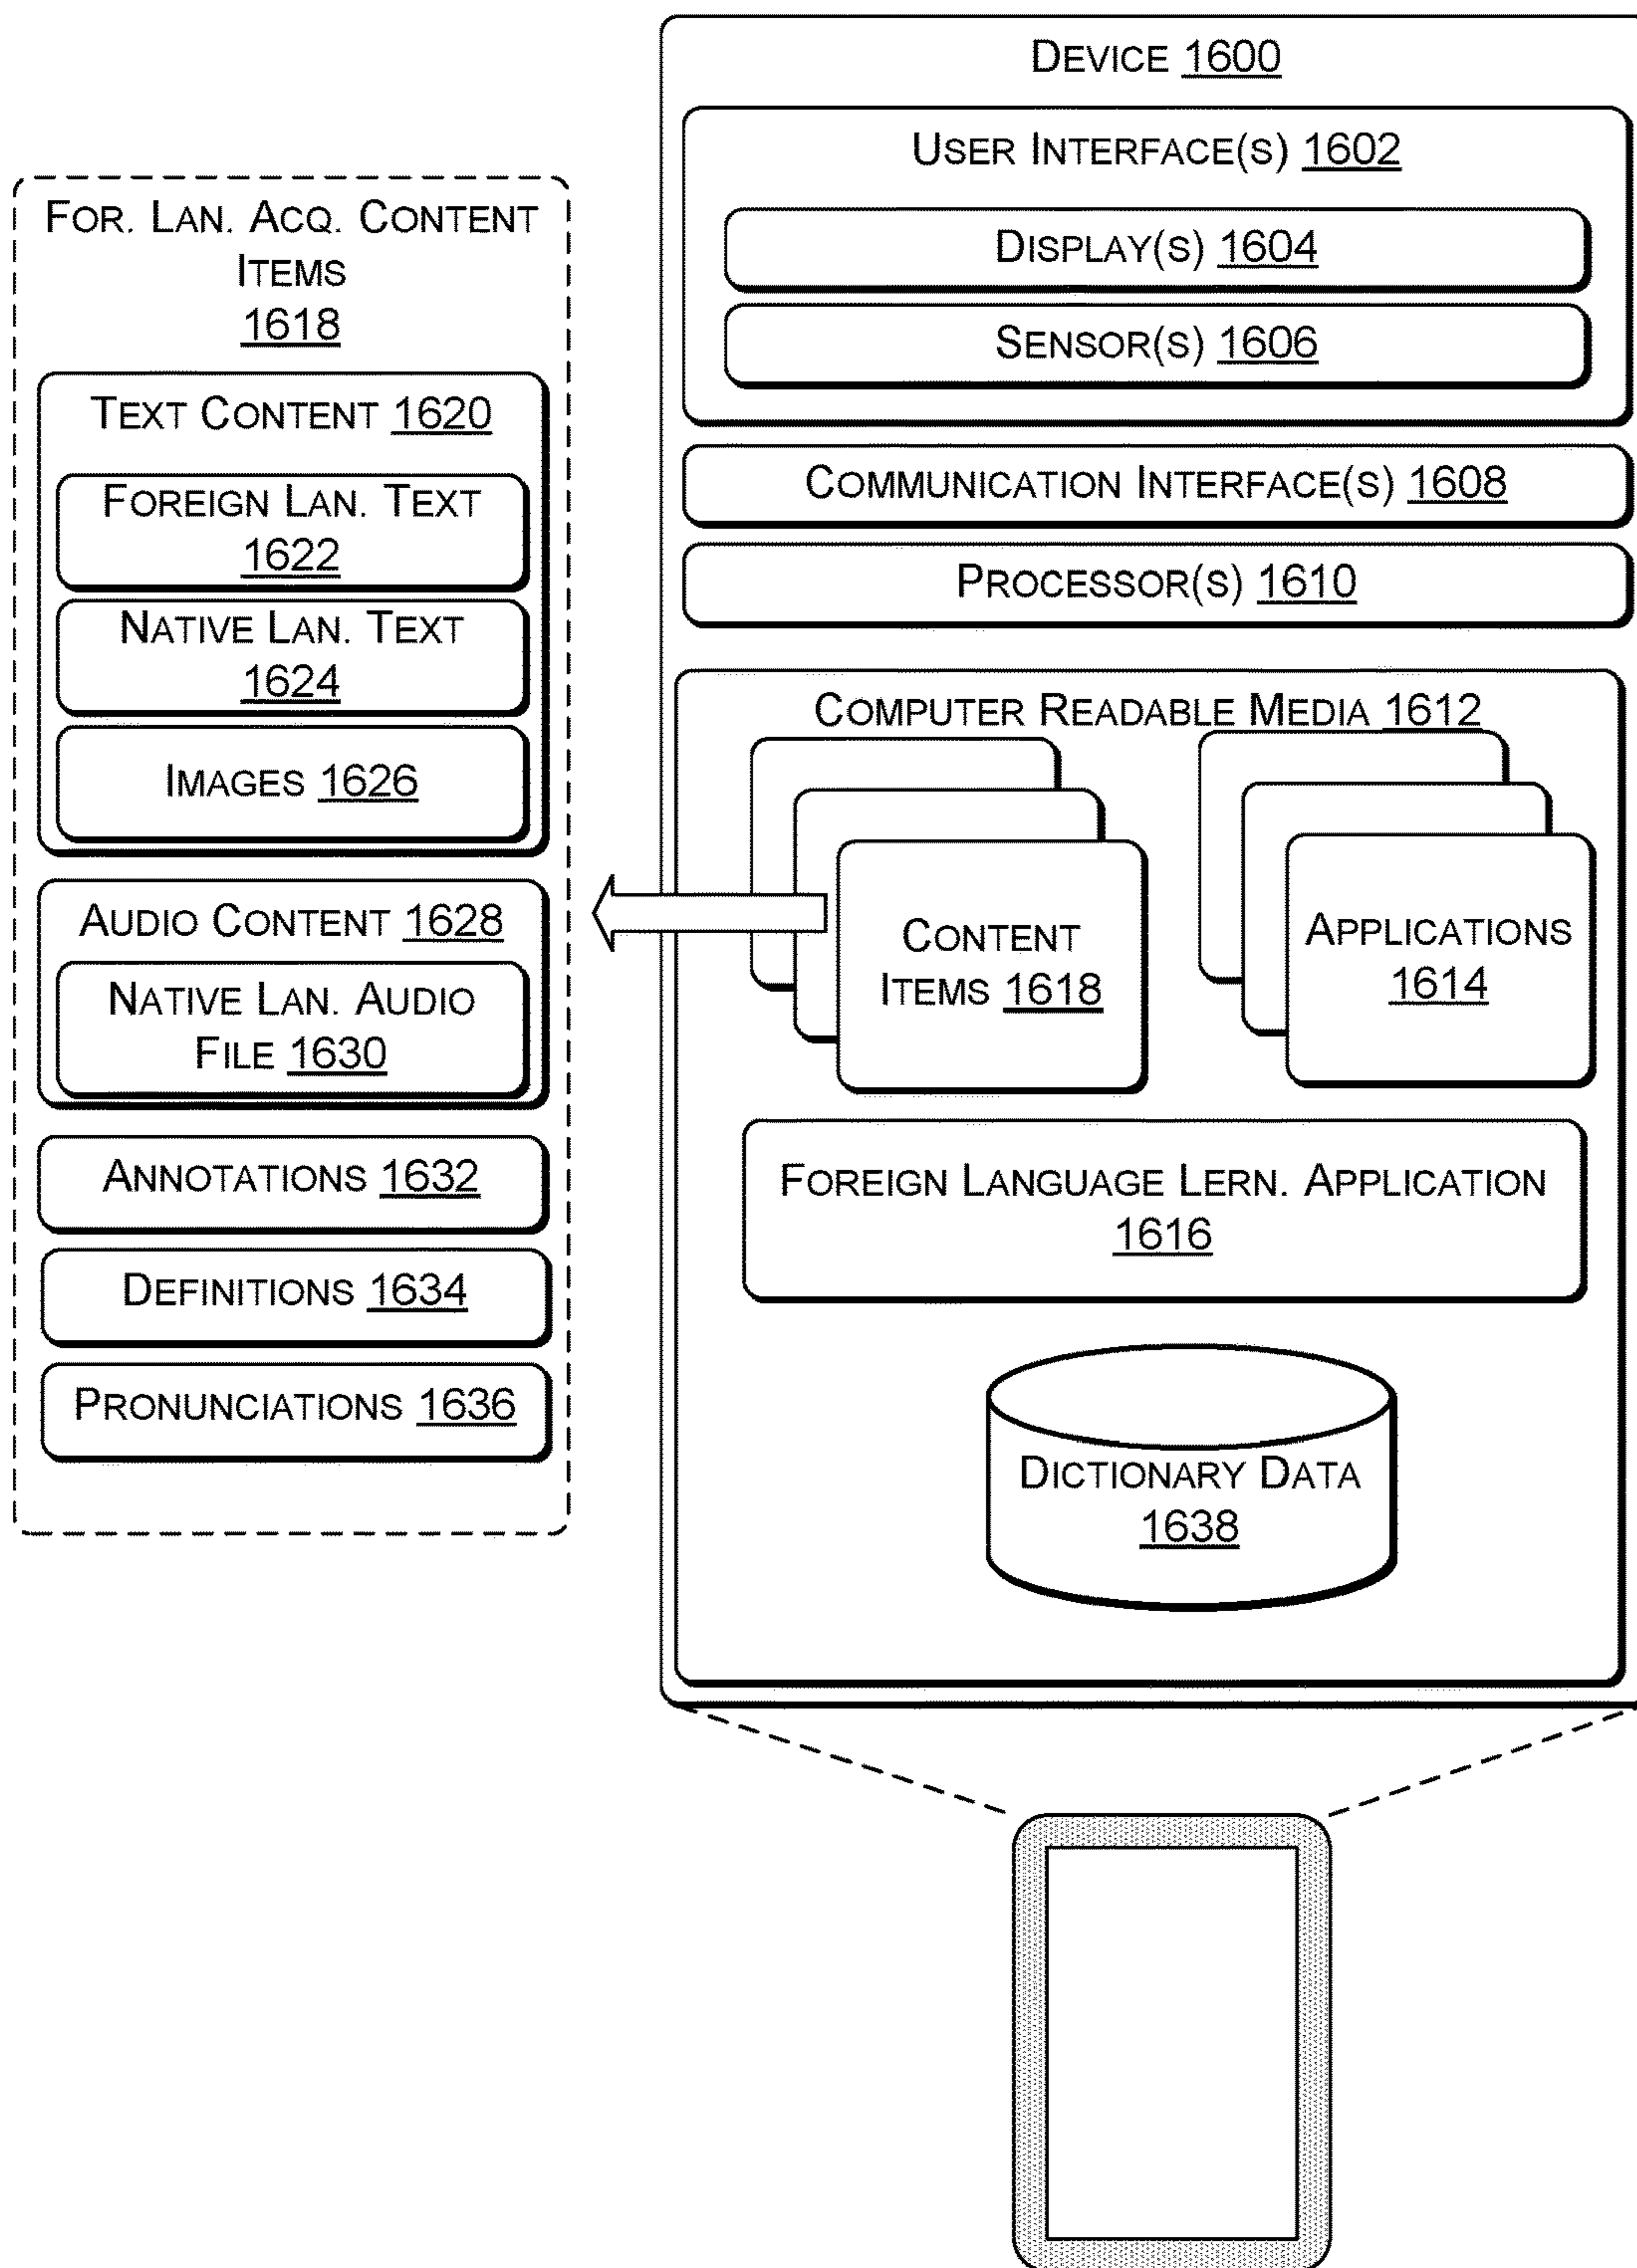 FOR. LAN. ACQ. CONTENT
ITEMS
1618
TEXT CONTENT 1620
FOREIGN LAN. TEXT
1622
NATIVE LAN. TEXT
1624
IMAGES 1626
AUDIO CONTENT 1628
NATIVE LAN. AUDIO
FILE 1630
ANNOTATIONS 1632
DEFINITIONS 1634
PRONUNCIATIONS 1636
DEVICE 1600
USER INTERFACE(S) 1602
DISPLAY(S) 1604
SENSOR(S) 1606
COMMUNICATION INTERFACE(S) 1608
PROCESSOR(S) 1610
COMPUTER READABLE MEDIA 1612
CONTENT
ITEMS 1618
APPLICATIONS
1614
FOREIGN LANGUAGE LERN. APPLICATION
1616
DICTIONARY DATA
1638